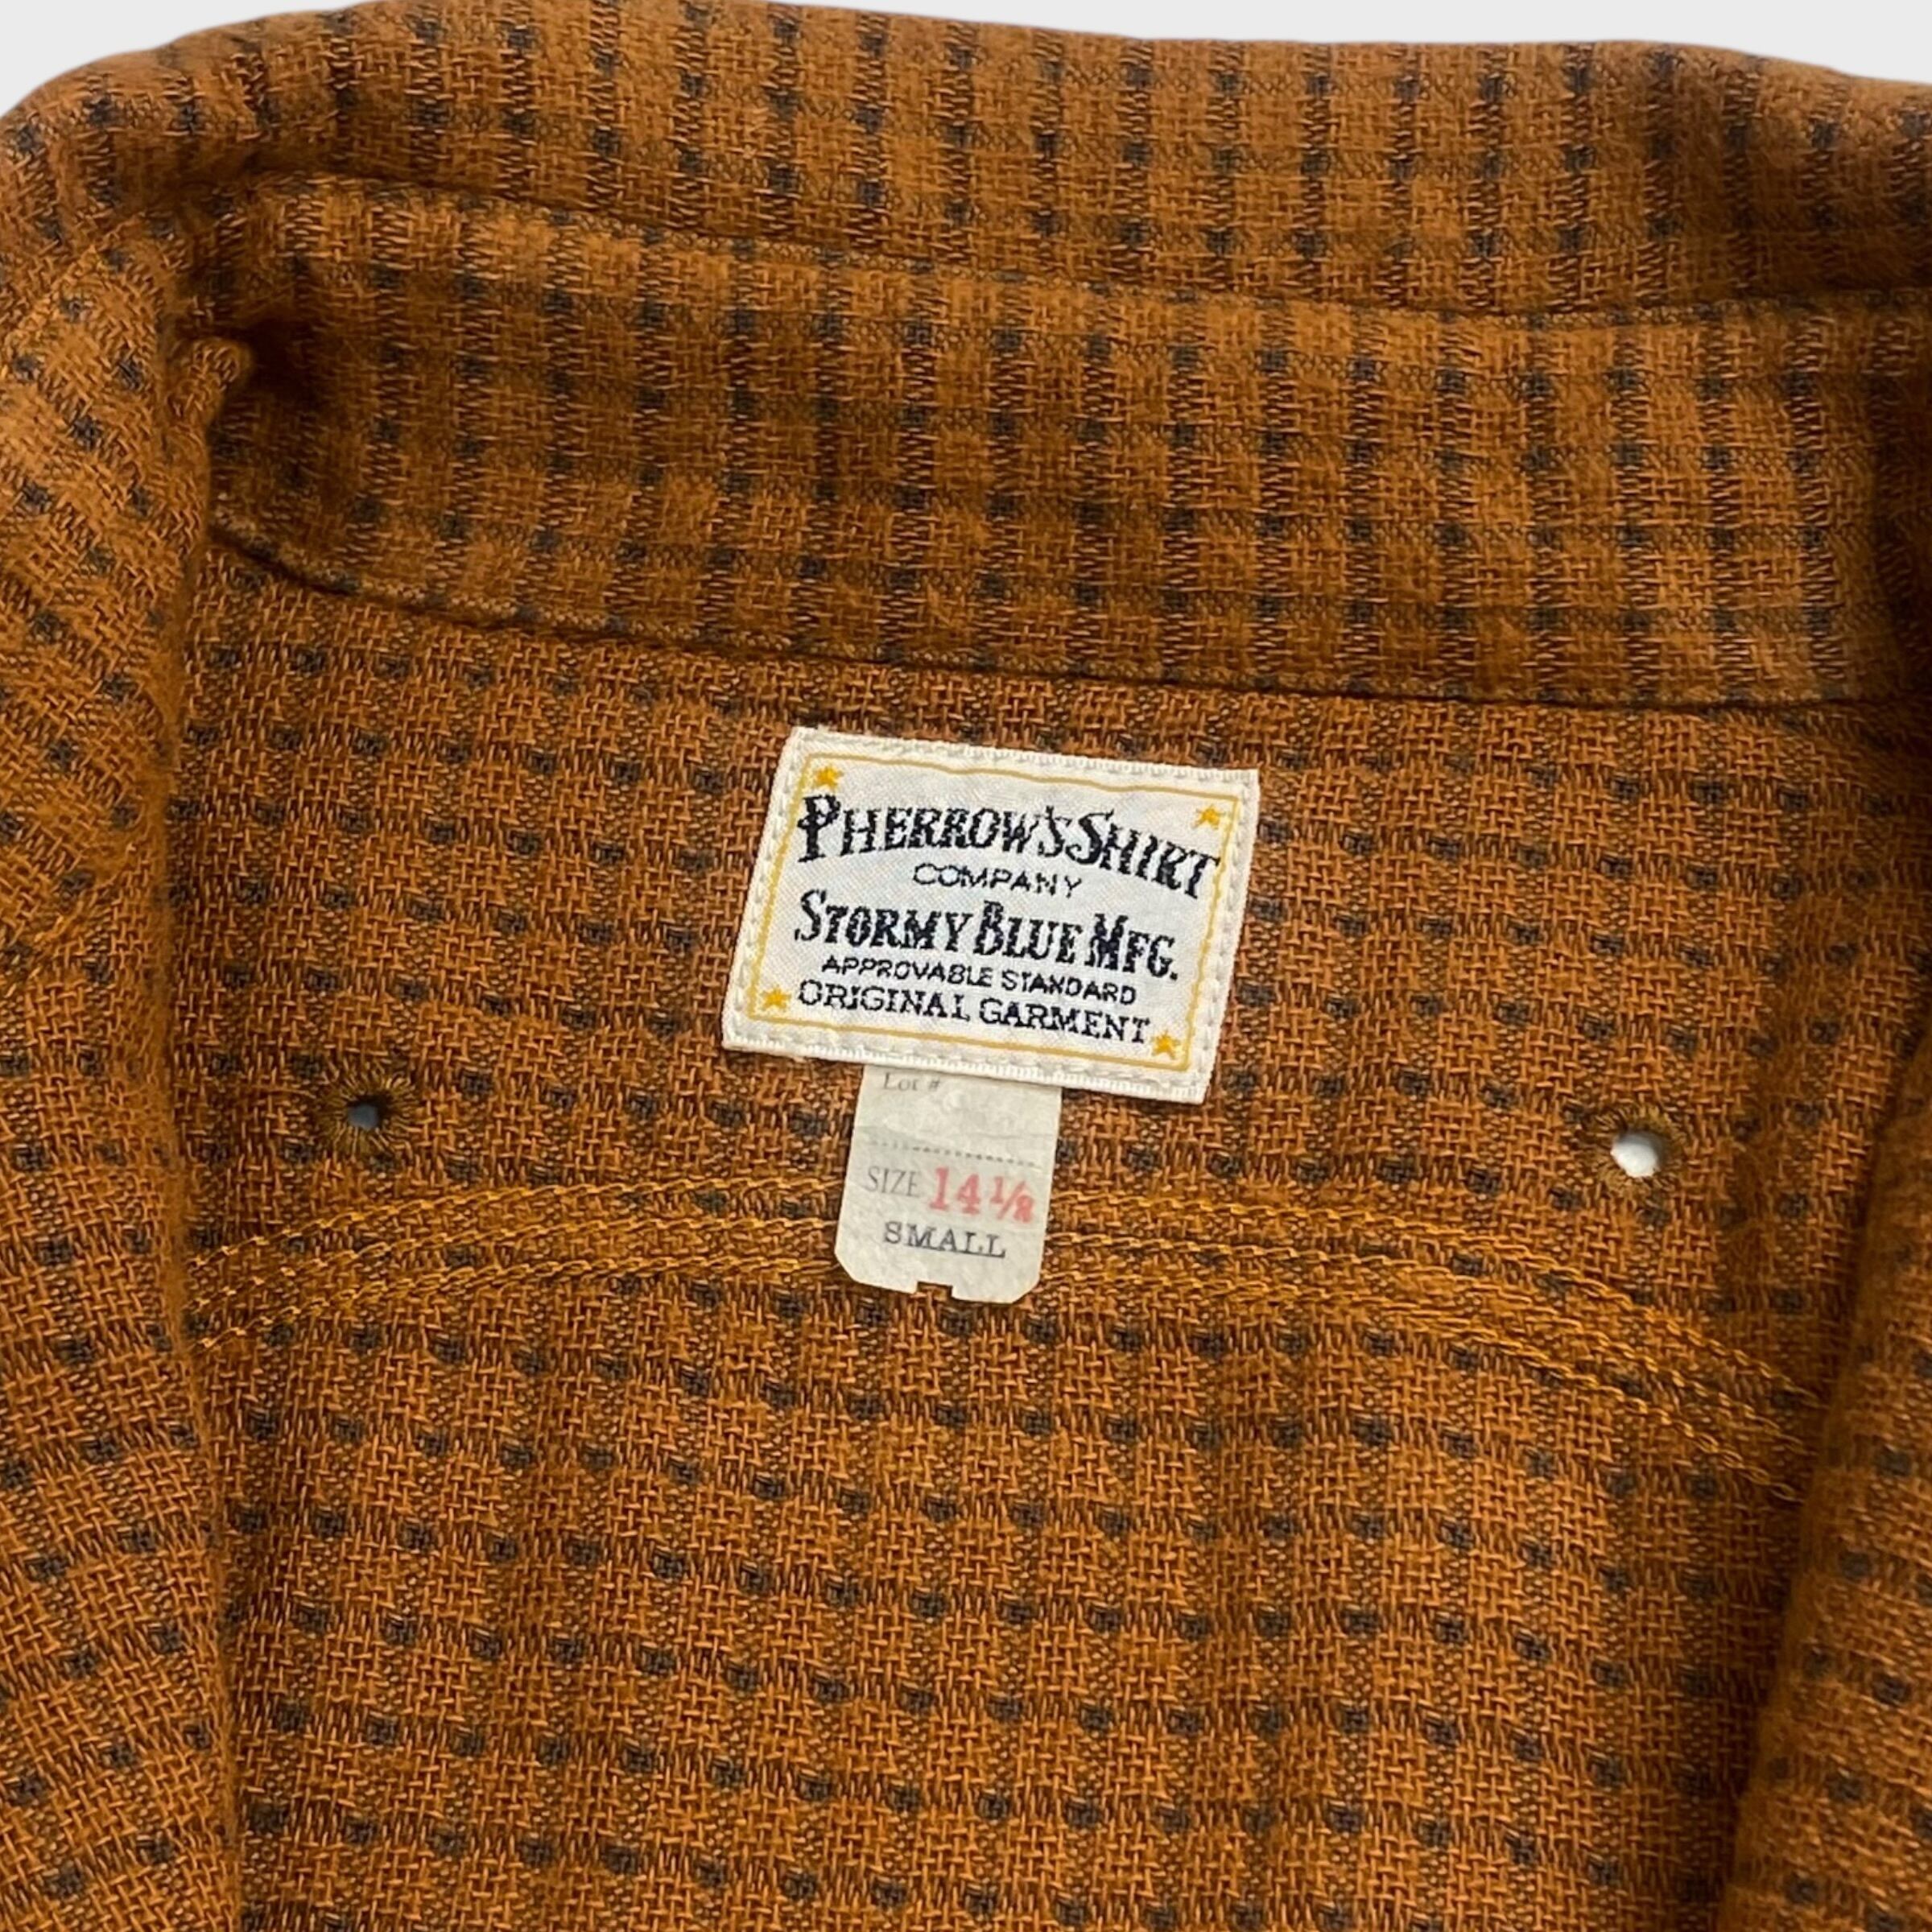 PHERROW'S SHIRT
COMPANY
STORMY BLUE MFG.
APPROVABLE STANDARD
ORIGINAL GARMENT
Lot #
SIZE 14 1/2
SMALL